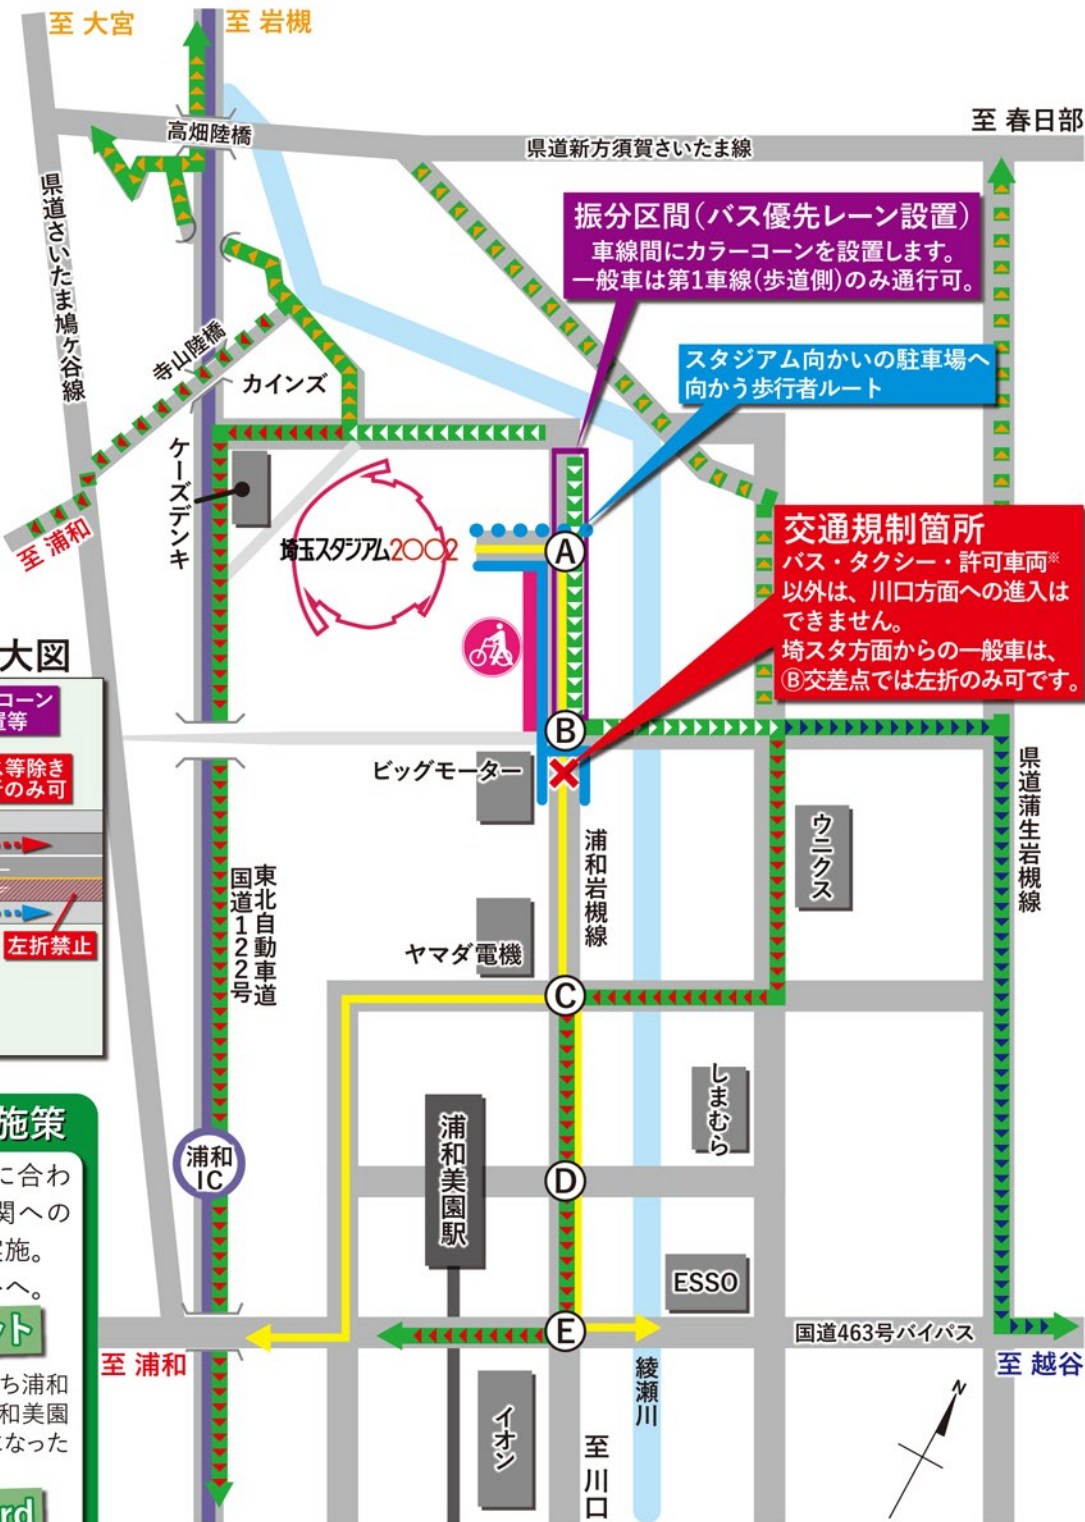 至 大宮
至 岩槻
至 春日部
高畑陸橋
県道新方須賀さいたま線
県道さいたま鳩ヶ谷線
振分区間(バス優先レーン設置)
車線間にカラーコーンを設置します。
一般車は第1車線(歩道側)のみ通行可。
寺山陸橋
カインズ
スタジアム向かいの駐車場へ
向かう歩行者ルート
ケーズデンキ
至 浦和
埼玉スタジアム2002
A
交通規制箇所
バス・タクシー・許可車両※
以外は、川口方面への進入は
できません。
埼スタ方面からの一般車は、
Ⓑ交差点では左折のみ可です。
大図
コーン
置等
ス等除き
折のみ可
左折禁止
B
ビッグモーター
浦和岩槻線
ウニクス
県道蒲生岩槻線
東北自動車道
国道122号
ヤマダ電機
C
しまむら
浦和美園駅
浦和
IC
D
ESSO
E
国道463号バイパス
至 浦和
至 越谷
綾瀬川
イオン
至 川口
N
施策
に合わ
関への
実施。
へ。
ット
ち浦和
和美園
になった
rd